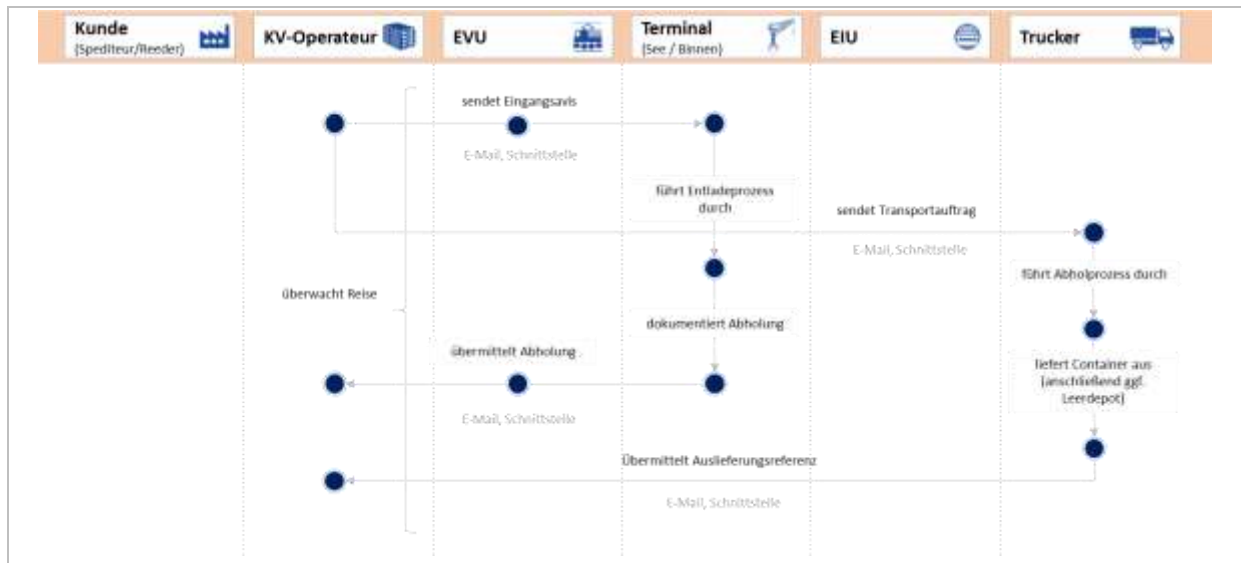 Kunde
(Spediteur/Reeder)
KV-Operateur
EVU
Terminal
(See / Binnen)
EIU
Trucker
sendet Eingangsavis
E-Mail, Schnittstelle
führt Entladeprozess
durch
sendet Transportauftrag
E-Mail, Schnittstelle
führt Abholprozess durch
überwacht Reise
dokumentiert Abholung
übermittelt Abholung
E-Mail, Schnittstelle
liefert Container aus
(anschließend ggf.
Leerdepot)
Übermittelt Auslieferungsreferenz
E-Mail, Schnittstelle